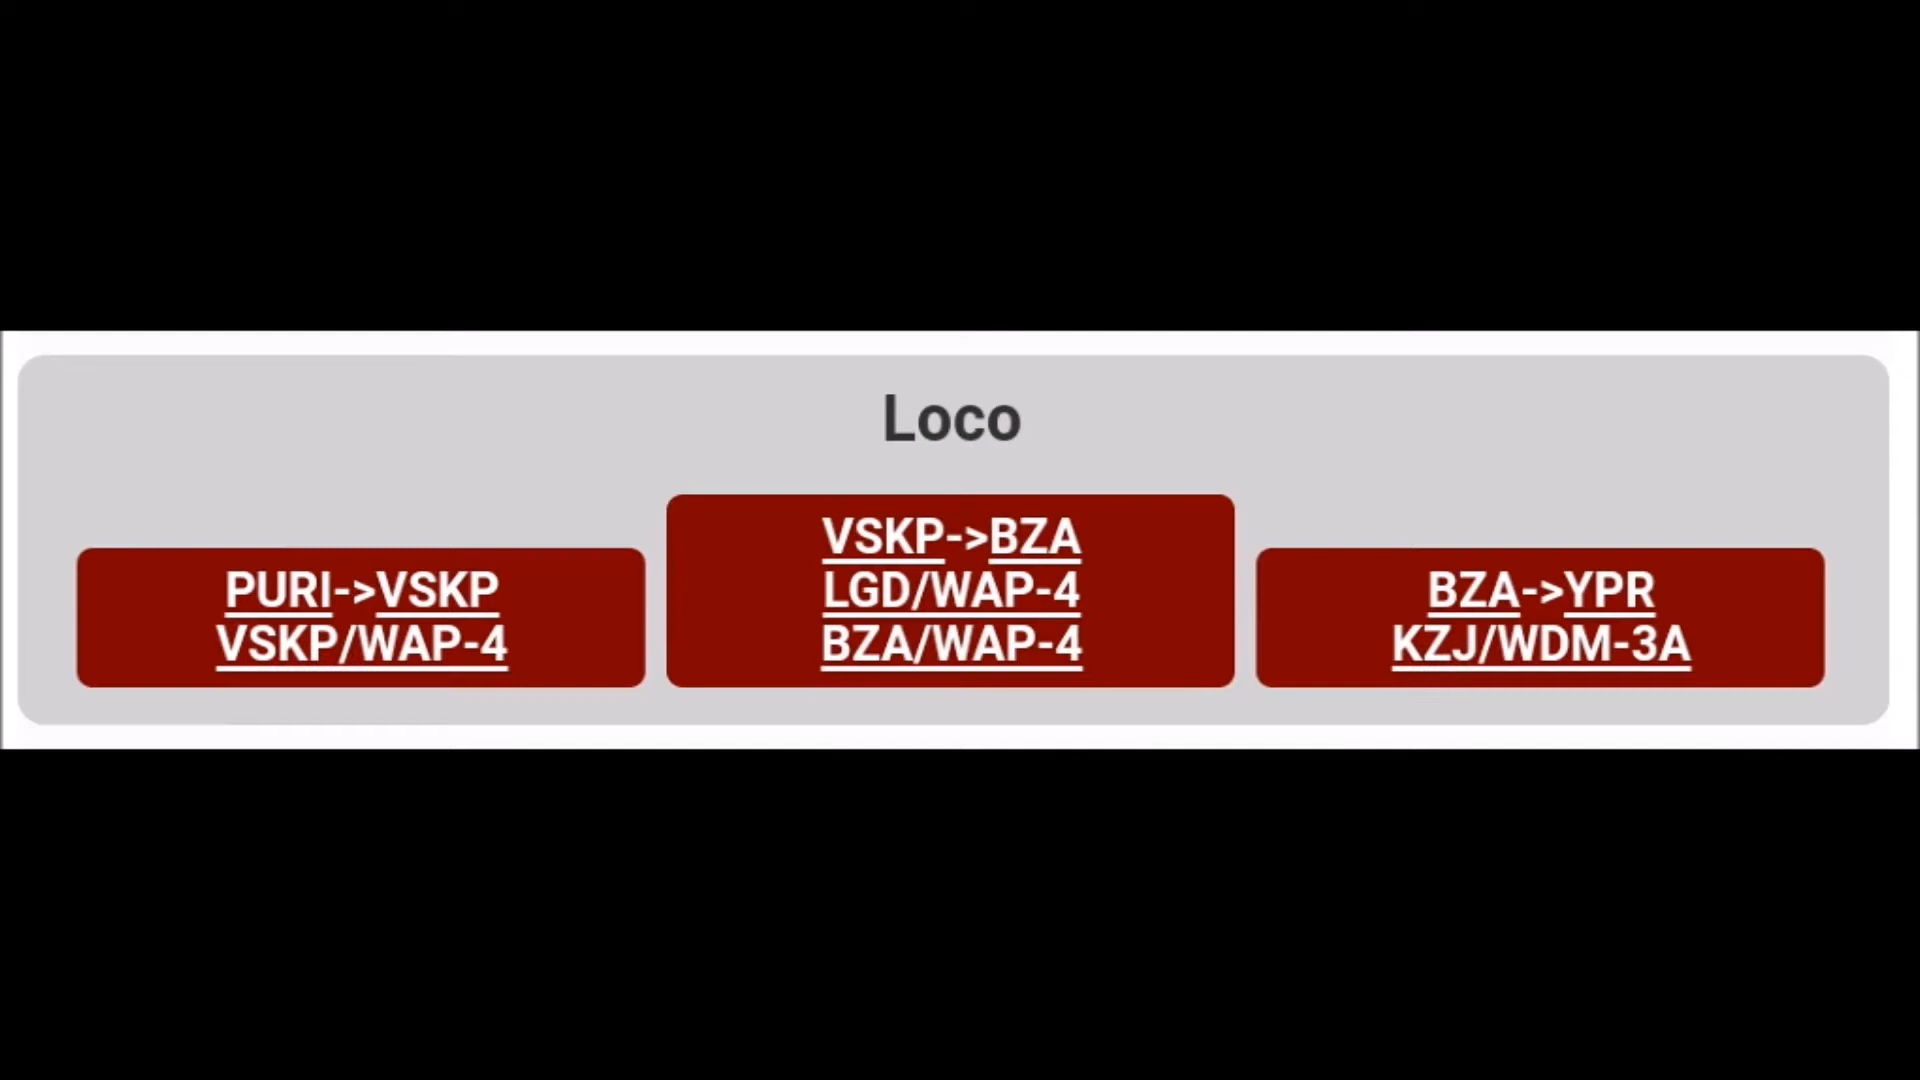 Loco
PURI->VSKP
VSKP/WAP-4
VSKP->BZA
LGD/WAP-4
BZA/WAP-4
BZA->YPR
KZJ/WDM-3A